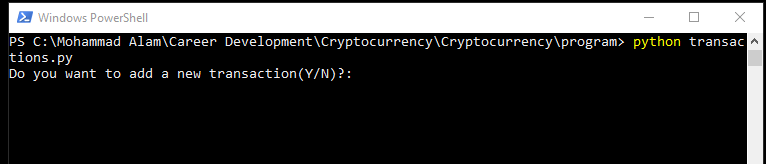 Windows PowerShell
PS C:\Mohammad Alam\Career Development\Cryptocurrency\Cryptocurrency\program> python transac
tions.py
Do you want to add a new transaction(Y/N)?: